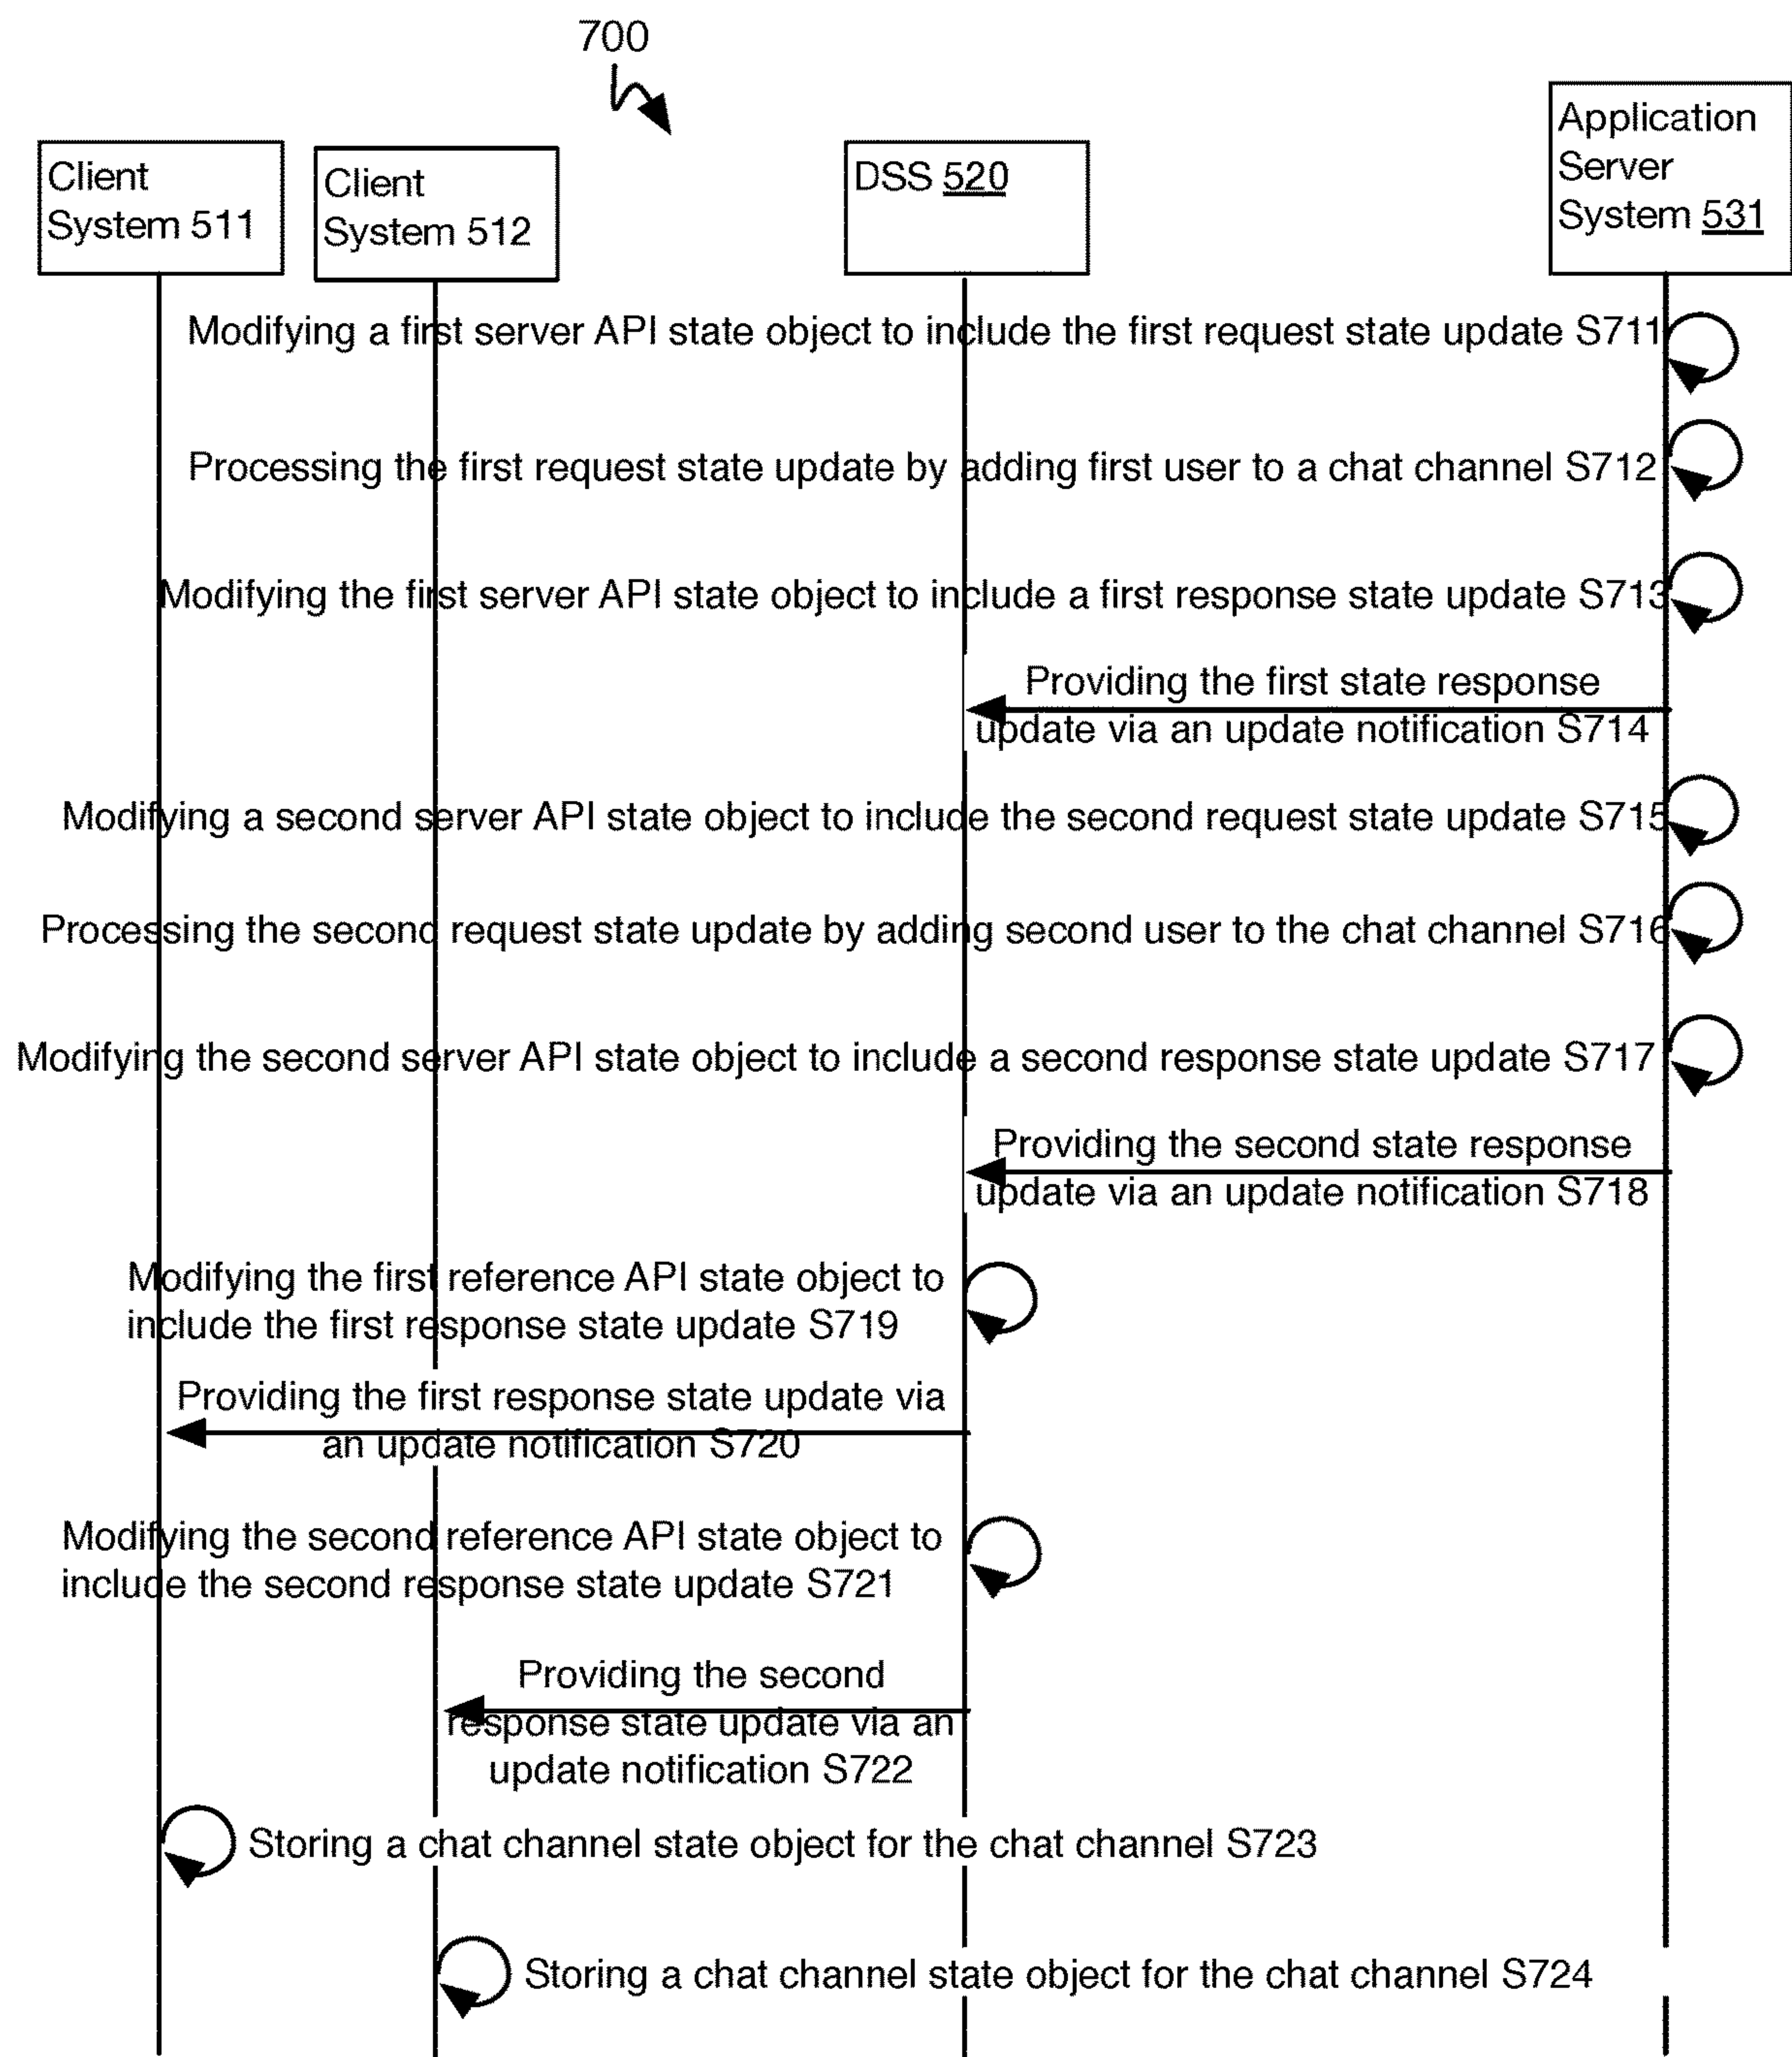 700
Client
System 511
Client
System 512
DSS 520
Application
Server
System 531
Modifying a first server API state object to include the first request state update S711
Processing the first request state update by adding first user to a chat channel S712
Modifying the first server API state object to include a first response state update S713
Providing the first state response
update via an update notification S714
Modifying a second server API state object to include the second request state update S715
Processing the second request state update by adding second user to the chat channel S716
Modifying the second server API state object to include a second response state update S717
Providing the second state response
update via an update notification S718
Modifying the first reference API state object to
include the first response state update S719
Providing the first response state update via
an update notification S720
Modifying the second reference API state object to
include the second response state update S721
Providing the second
response state update via an
update notification S722
Storing a chat channel state object for the chat channel S723
Storing a chat channel state object for the chat channel S724